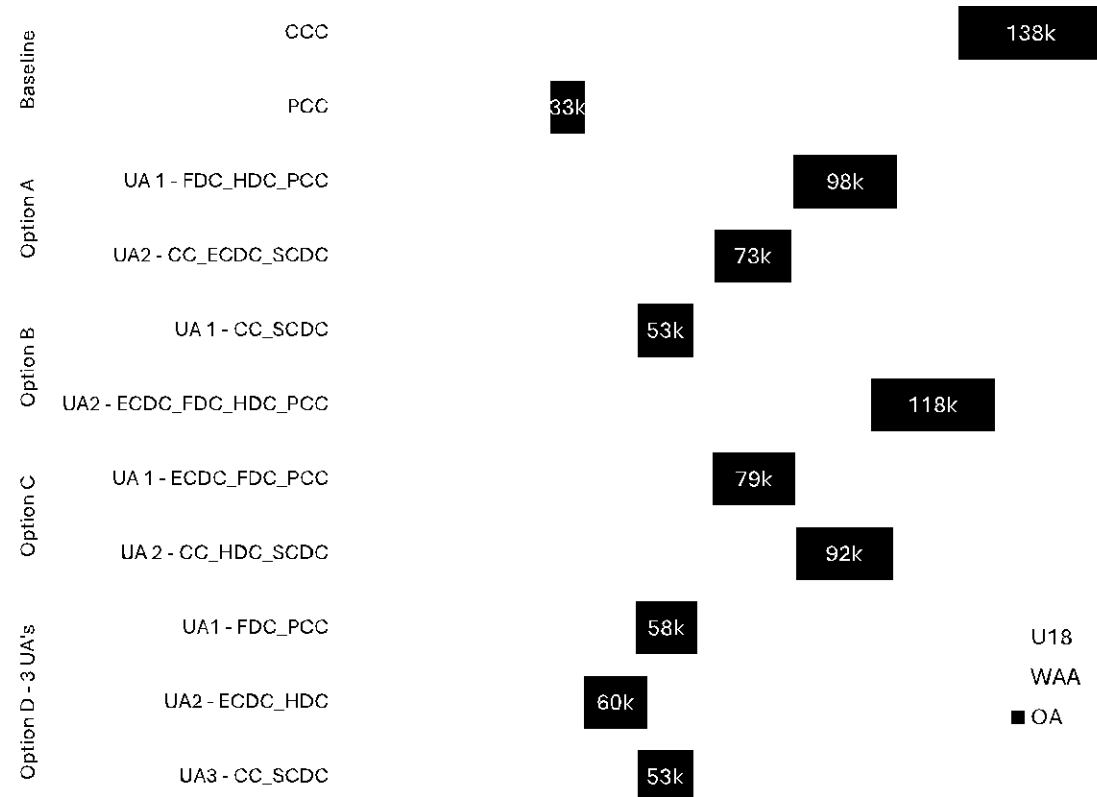 Baseline
CCC 138k
PCC 33k
Option A
UA 1 - FDC_HDC_PCC 98k
UA2 - CC_ECDC_SCDC 73k
Option B
UA 1 - CC_SCDC 53k
UA2 - ECDC_FDC_HDC_PCC 118k
Option C
UA 1 - ECDC_FDC_PCC 79k
UA 2 - CC_HDC_SCDC 92k
Option D - 3 UA's
UA1 - FDC_PCC 58k
UA2 - ECDC_HDC 60k
UA3 - CC_SCDC 53k
U18
WAA
OA